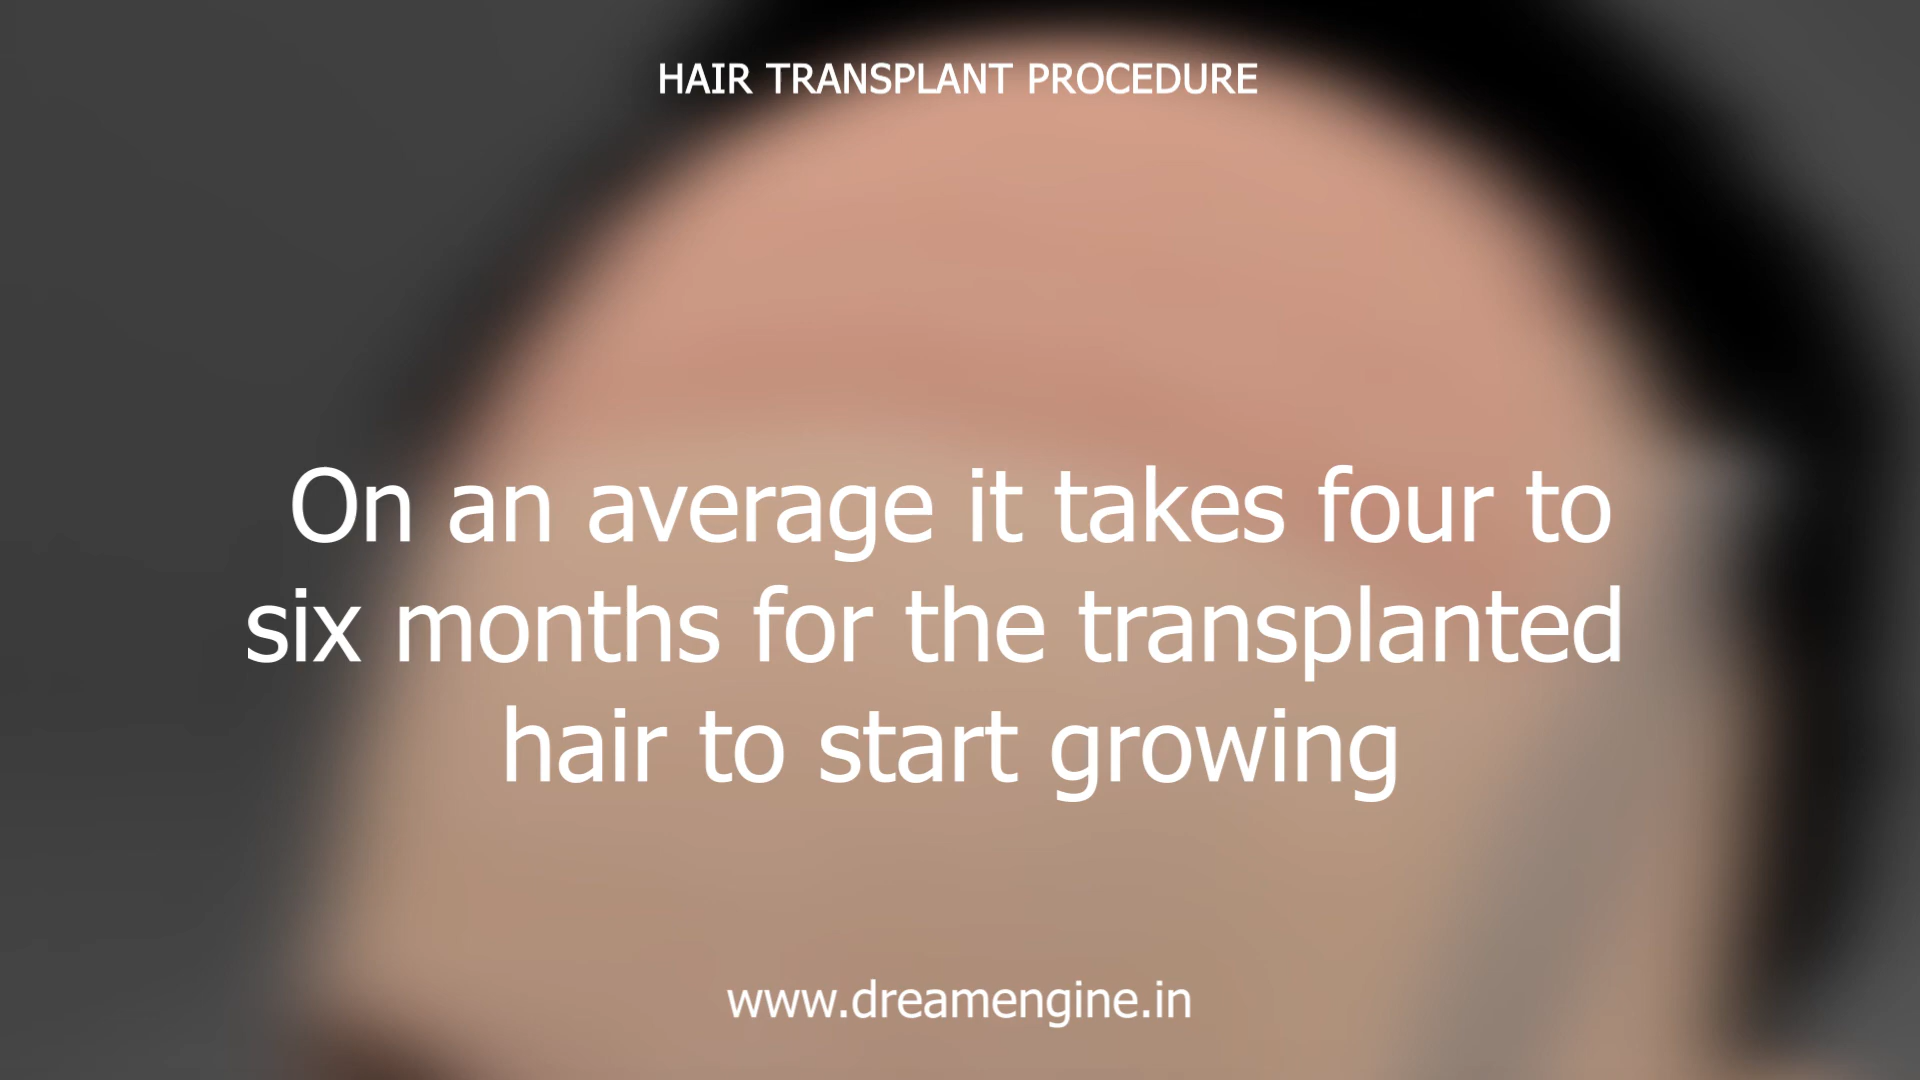 HAIR TRANSPLANT PROCEDURE
On an average it takes four to
six months for the transplanted
hair to start growing
www.dreamengine.in